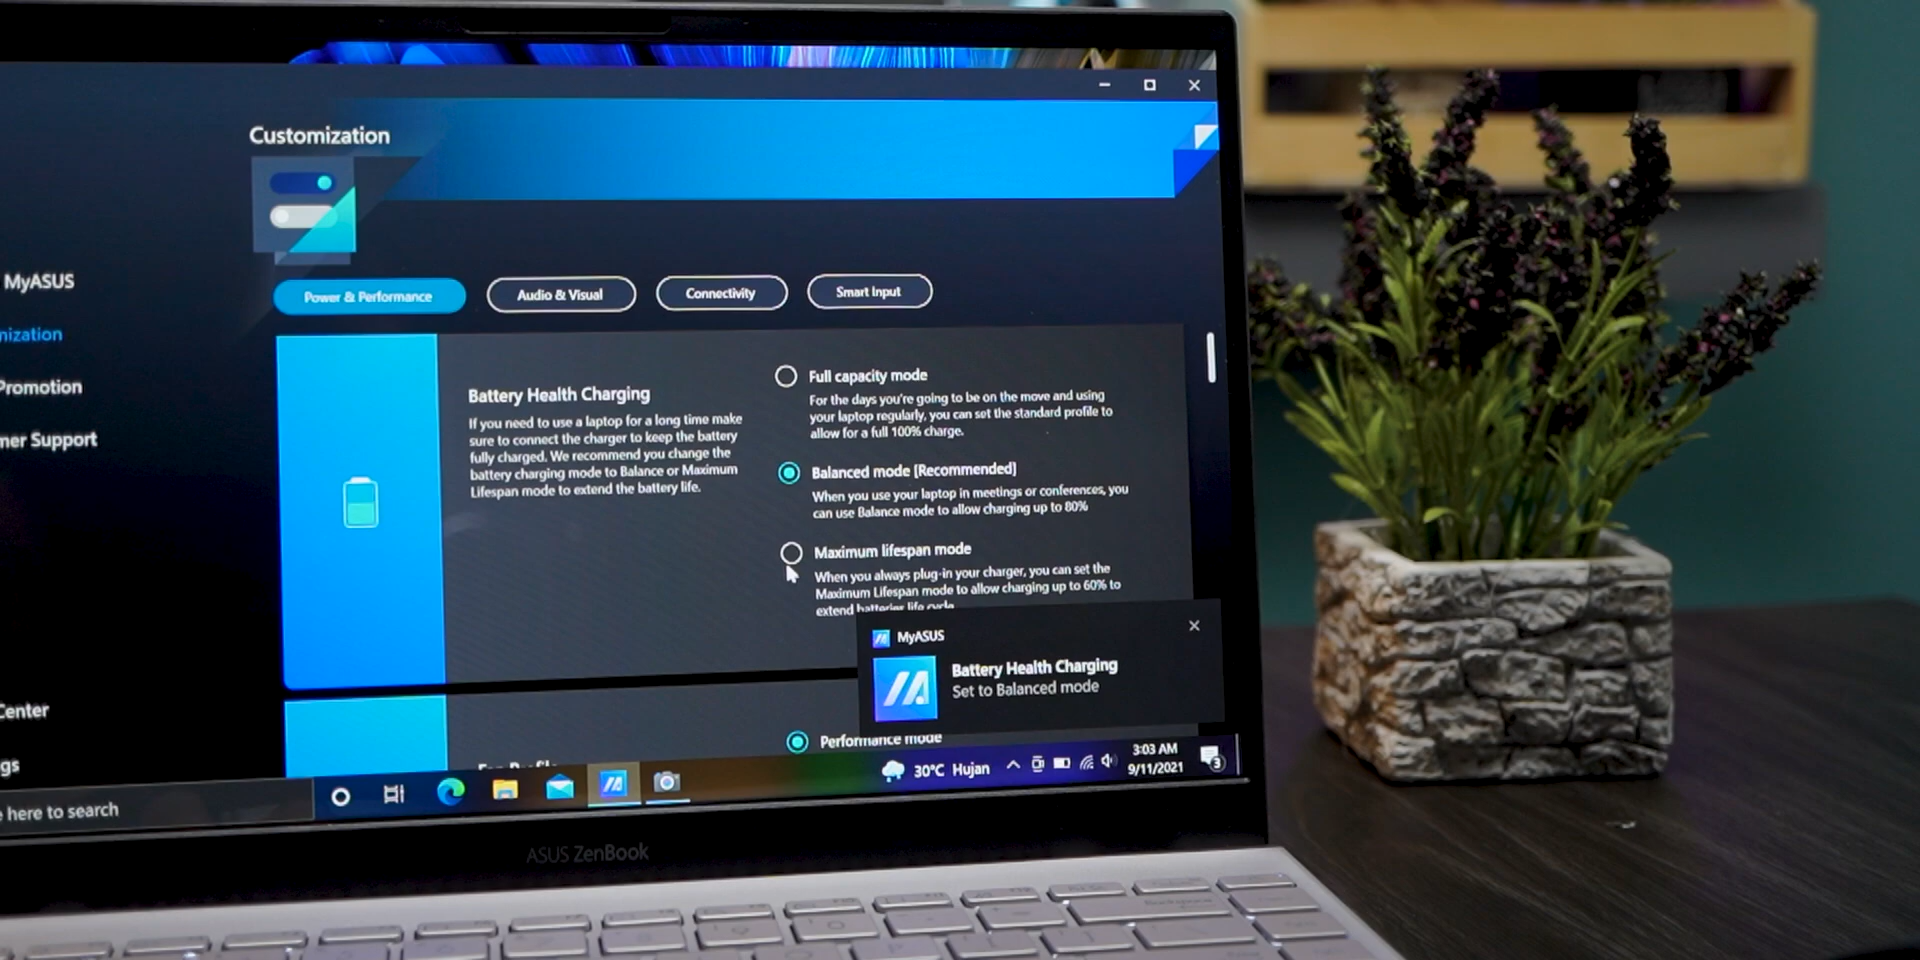 Customization
MyASUS
nization
Promotion
mer Support
Center
gs
Power & Performance
Audio & Visual
Connectivity
Smart Input
Battery Health Charging
If you need to use a laptop for a long time make
sure to connect the charger to keep the battery
fully charged. We recommend you change the
battery charging mode to Balance or Maximum
Lifespan mode to extend the battery life.
Full capacity mode
For the days you're going to be on the move and using
your laptop regularly, you can set the standard profile to
allow for a full 100% charge.
Balanced mode [Recommended]
When you use your laptop in meetings or conferences, you
can use Balance mode to allow charging up to 80%
Maximum lifespan mode
When you always plug-in your charger, you can set the
Maximum Lifespan mode to allow charging up to 60% to
extend batteries life cycle.
MyASUS
Battery Health Charging
Set to Balanced mode
Performance mode
e here to search
30°C Hujan
3:03 AM
9/11/2021
3
ASUS ZenBook
Backspace